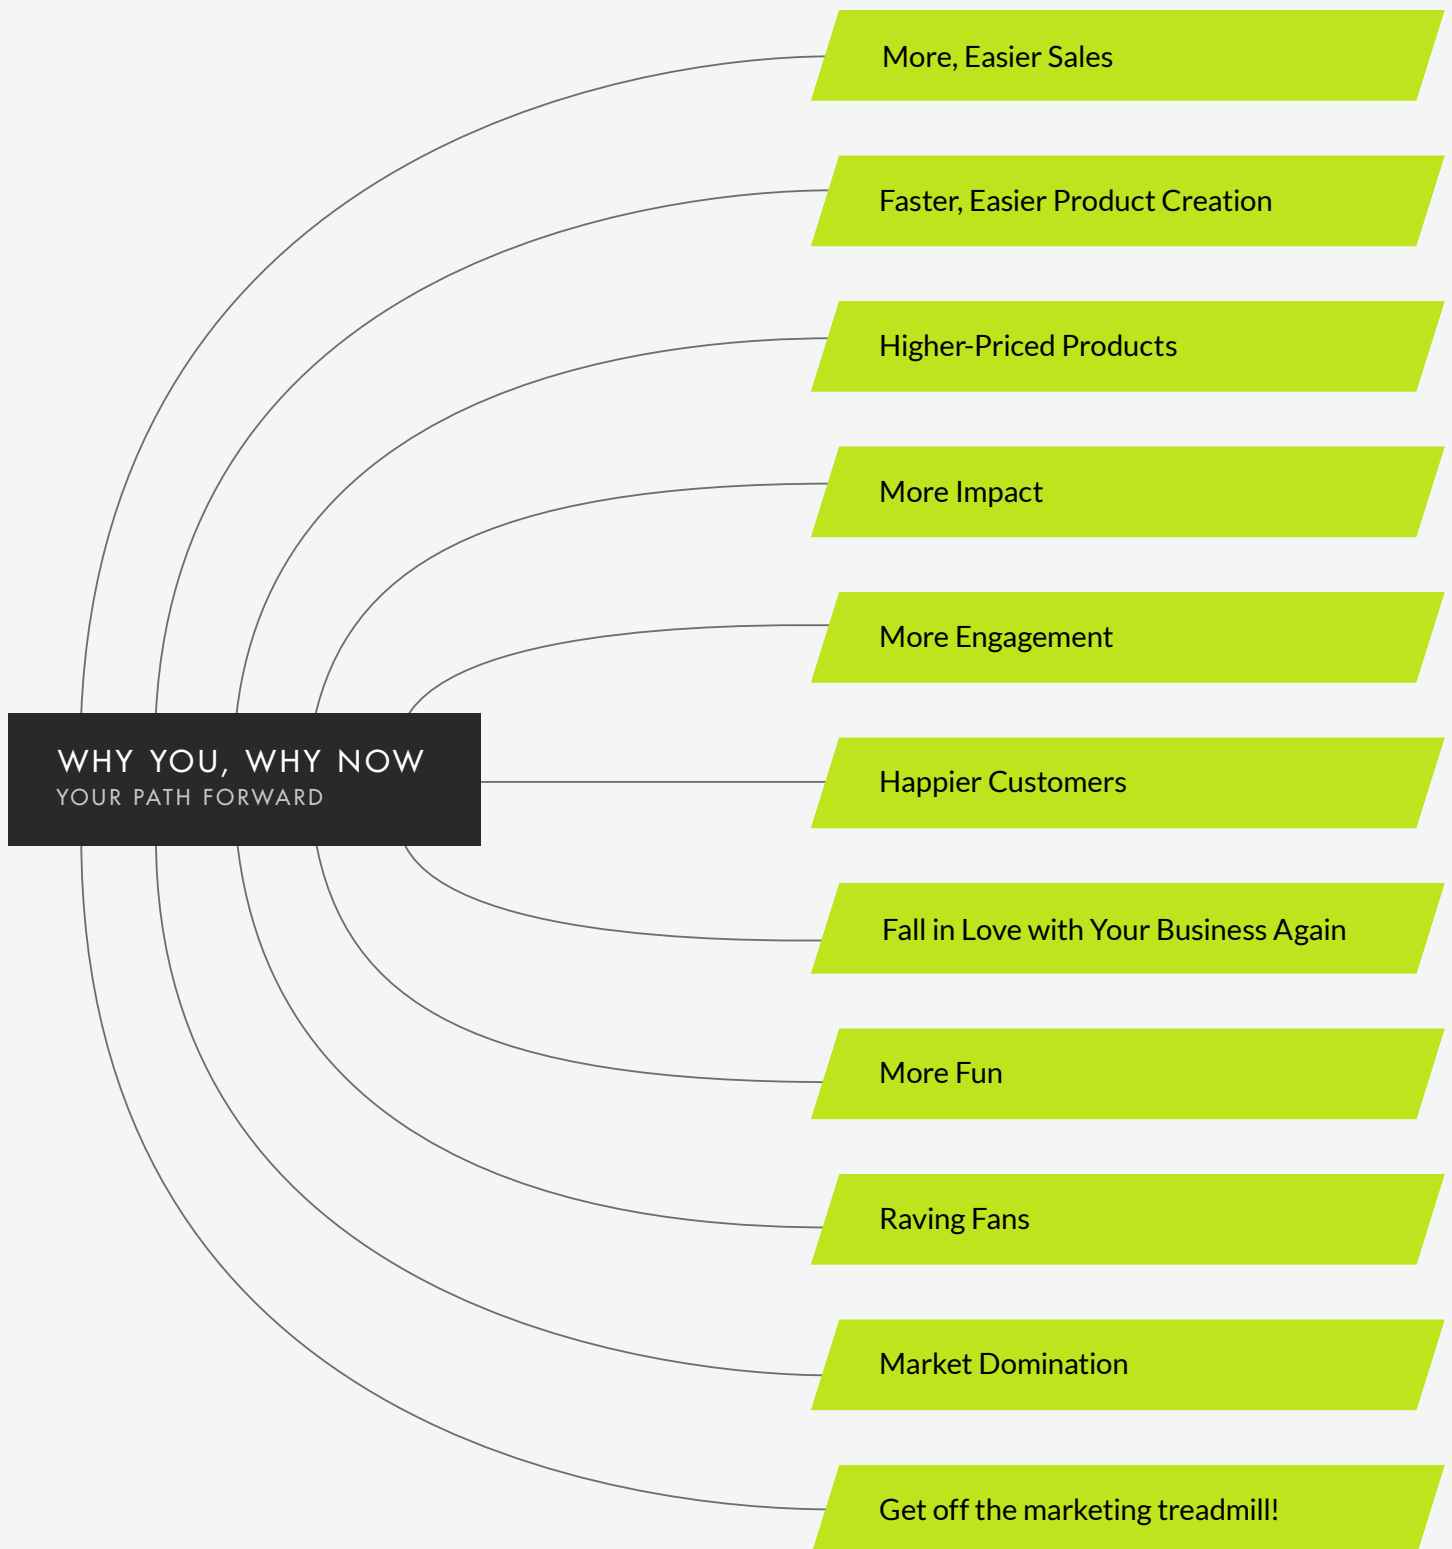 More, Easier Sales
Faster, Easier Product Creation
Higher-Priced Products
More Impact
More Engagement
WHY YOU, WHY NOW
YOUR PATH FORWARD
Happier Customers
Fall in Love with Your Business Again
More Fun
Raving Fans
Market Domination
Get off the marketing treadmill!